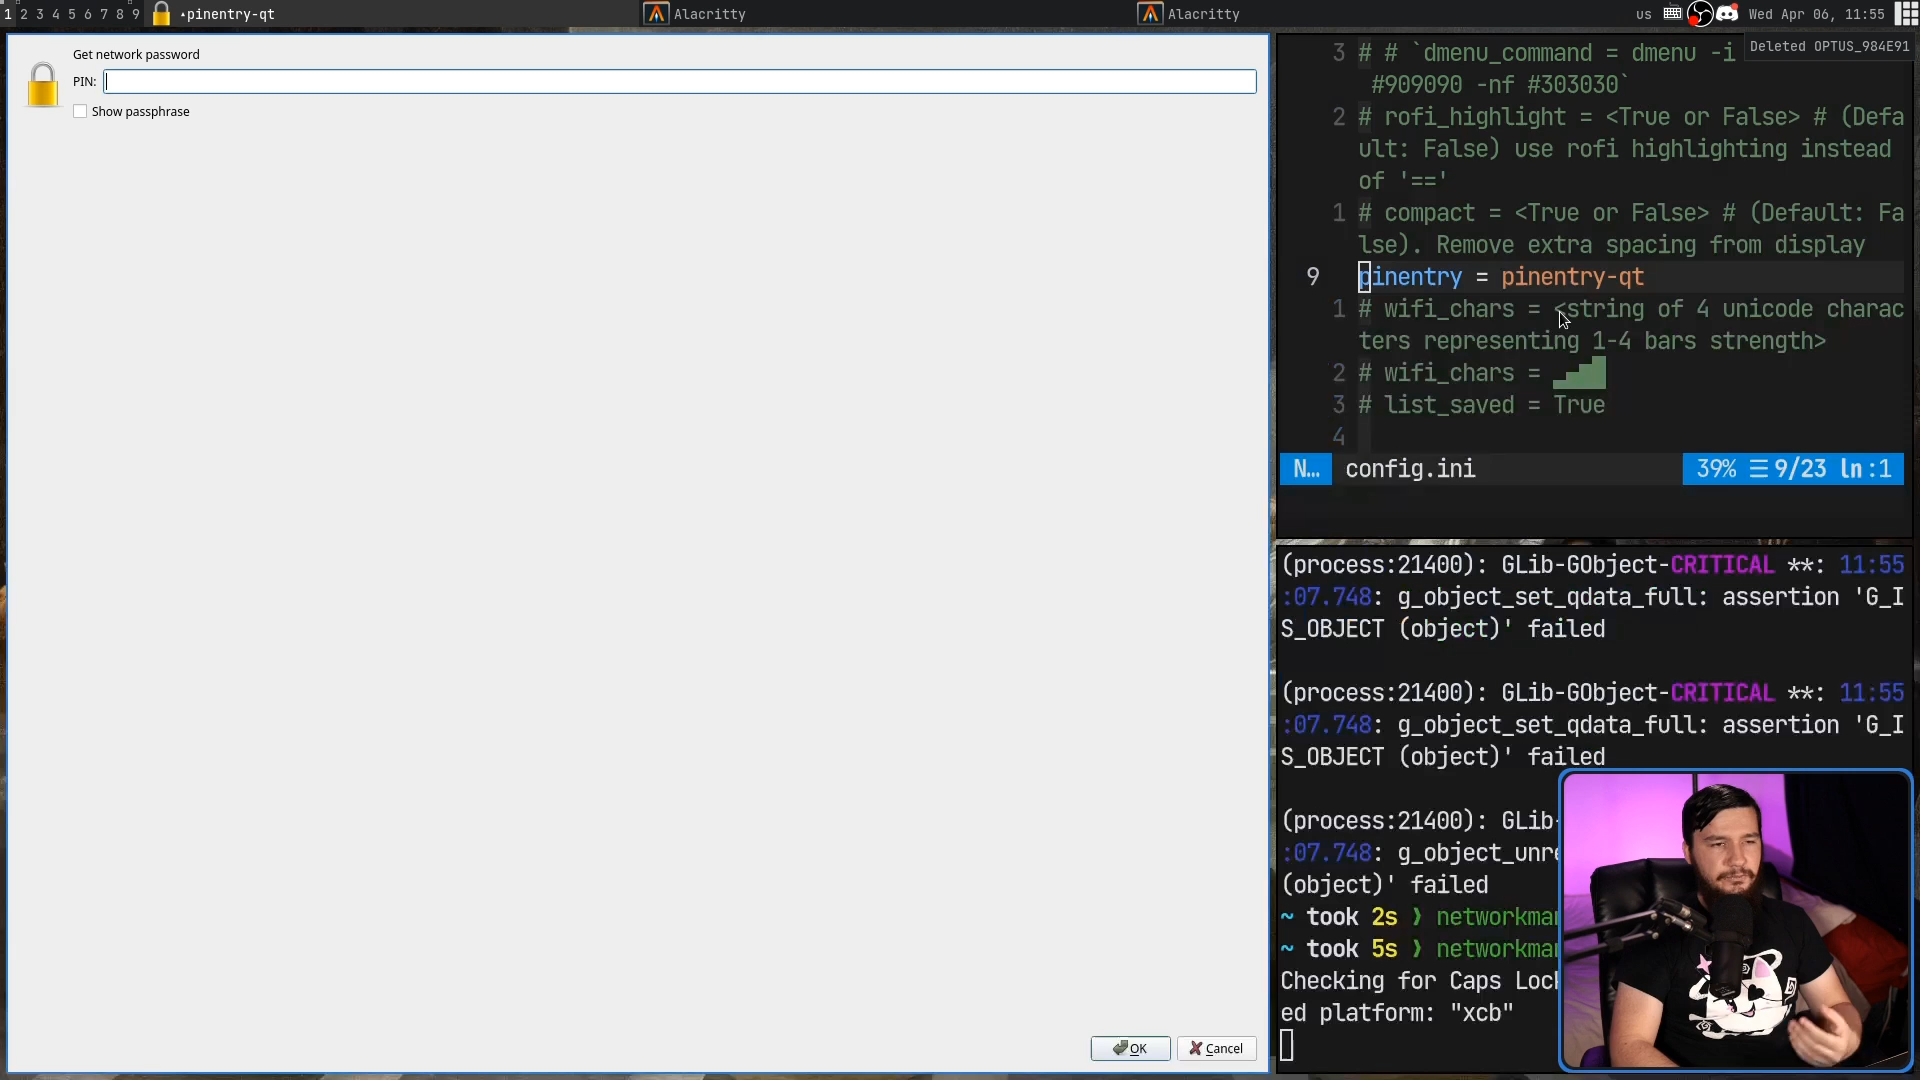 1 2 3 4 5 6 7 8 9 pinentry-qt Alacritty Alacritty us Wed Apr 06, 11:55
Deleted OPTUS_984E91
Get network password
PIN:
Show passphrase
OK Cancel
3 # # `dmenu_command = dmenu -i
#909090 -nf #303030`
2 # rofi_highlight = <True or False> # (Defa
ult: False) use rofi highlighting instead
of '=='
1 # compact = <True or False> # (Default: Fa
lse). Remove extra spacing from display
9 pinentry = pinentry-qt
1 # wifi_chars = <string of 4 unicode charac
ters representing 1-4 bars strength>
2 # wifi_chars = ▂▄▆█
3 # list_saved = True
4
N… config.ini 39% ☰ 9/23 ln :1
(process:21400): GLib-GObject-CRITICAL **: 11:55
:07.748: g_object_set_qdata_full: assertion 'G_I
S_OBJECT (object)' failed
(process:21400): GLib-GObject-CRITICAL **: 11:55
:07.748: g_object_set_qdata_full: assertion 'G_I
S_OBJECT (object)' failed
(process:21400): GLib-
:07.748: g_object_unre
(object)' failed
~ took 2s ❯ networkma
~ took 5s ❯ networkma
Checking for Caps Loc
ed platform: "xcb"